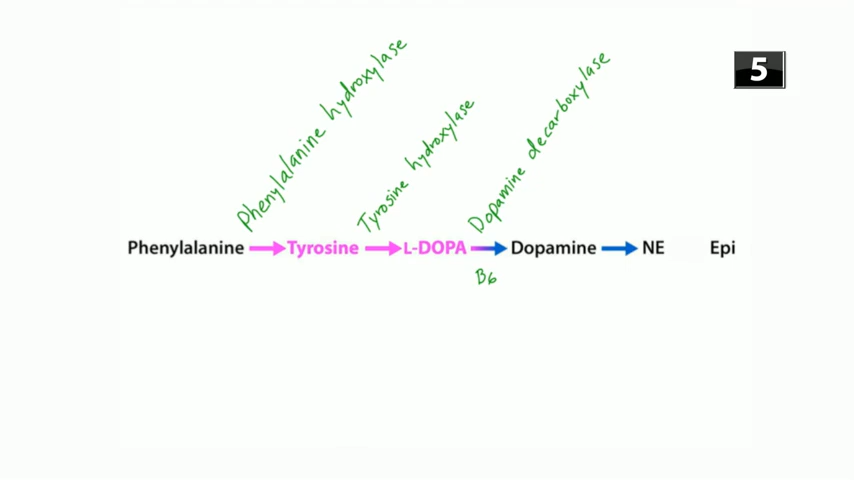 5
Phenylalanine hydroxylase
Tyrosine hydroxylase
Dopamine decarboxylase
Phenylalanine Tyrosine L-DOPA Dopamine NE Epi
B6